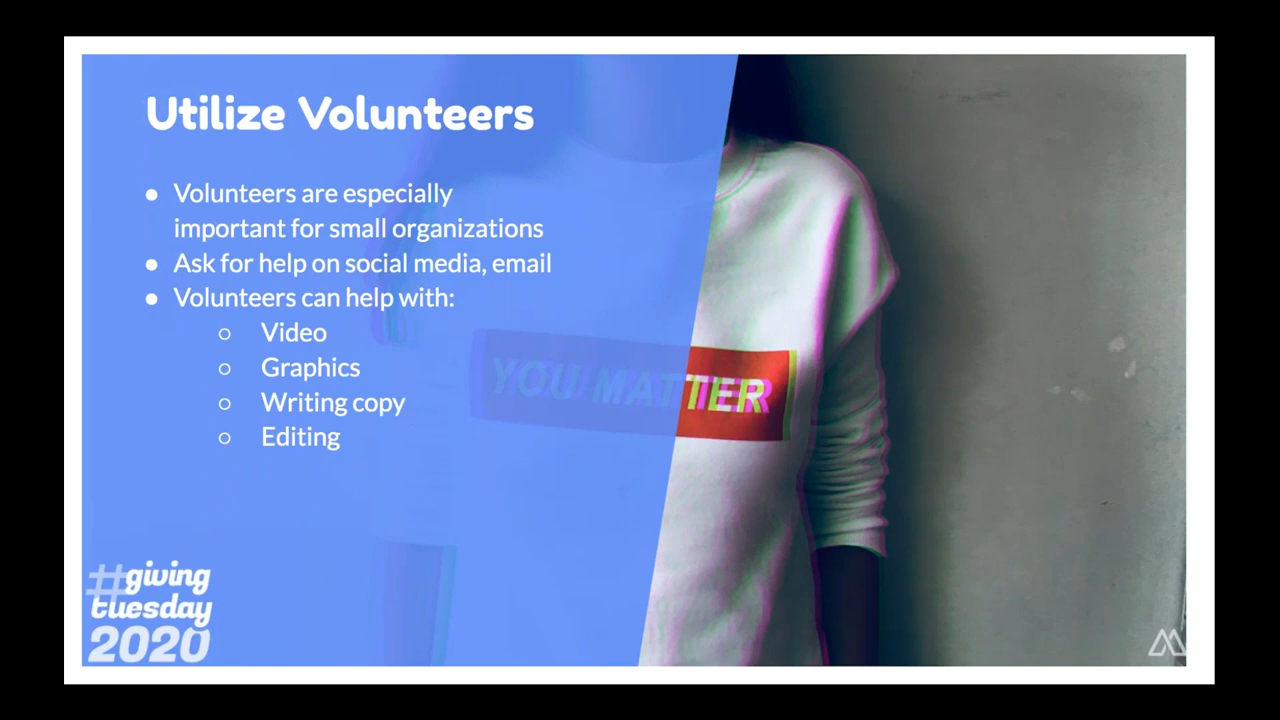 Utilize Volunteers
● Volunteers are especially
important for small organizations
● Ask for help on social media, email
● Volunteers can help with:
○ Video
○ Graphics
○ Writing copy
○ Editing
YOU MATTER
#giving
tuesday
2020